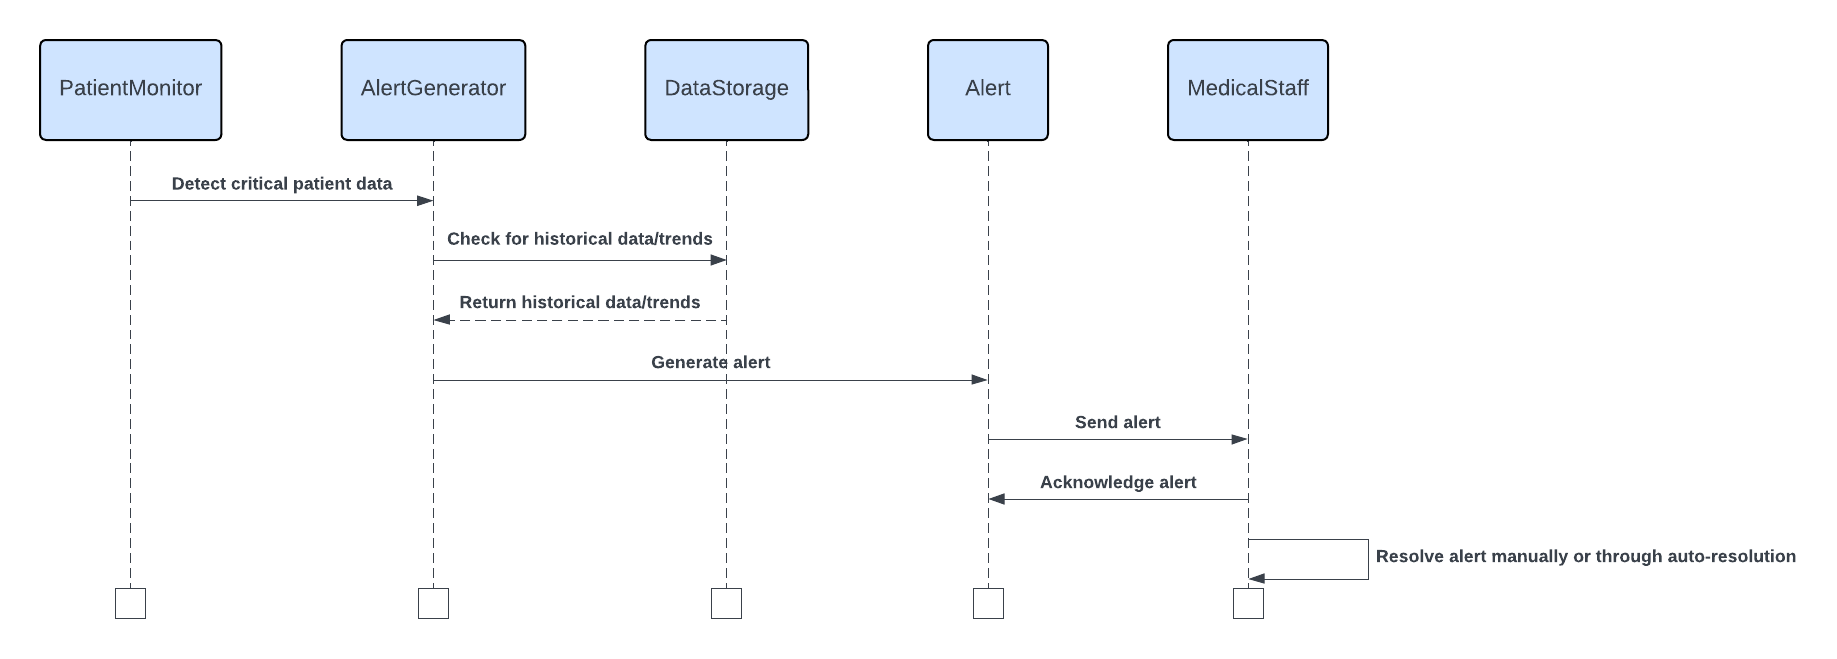 PatientMonitor
AlertGenerator
DataStorage
Alert
MedicalStaff
Detect critical patient data
Check for historical data/trends
Return historical data/trends
Generate alert
Send alert
Acknowledge alert
Resolve alert manually or through auto-resolution